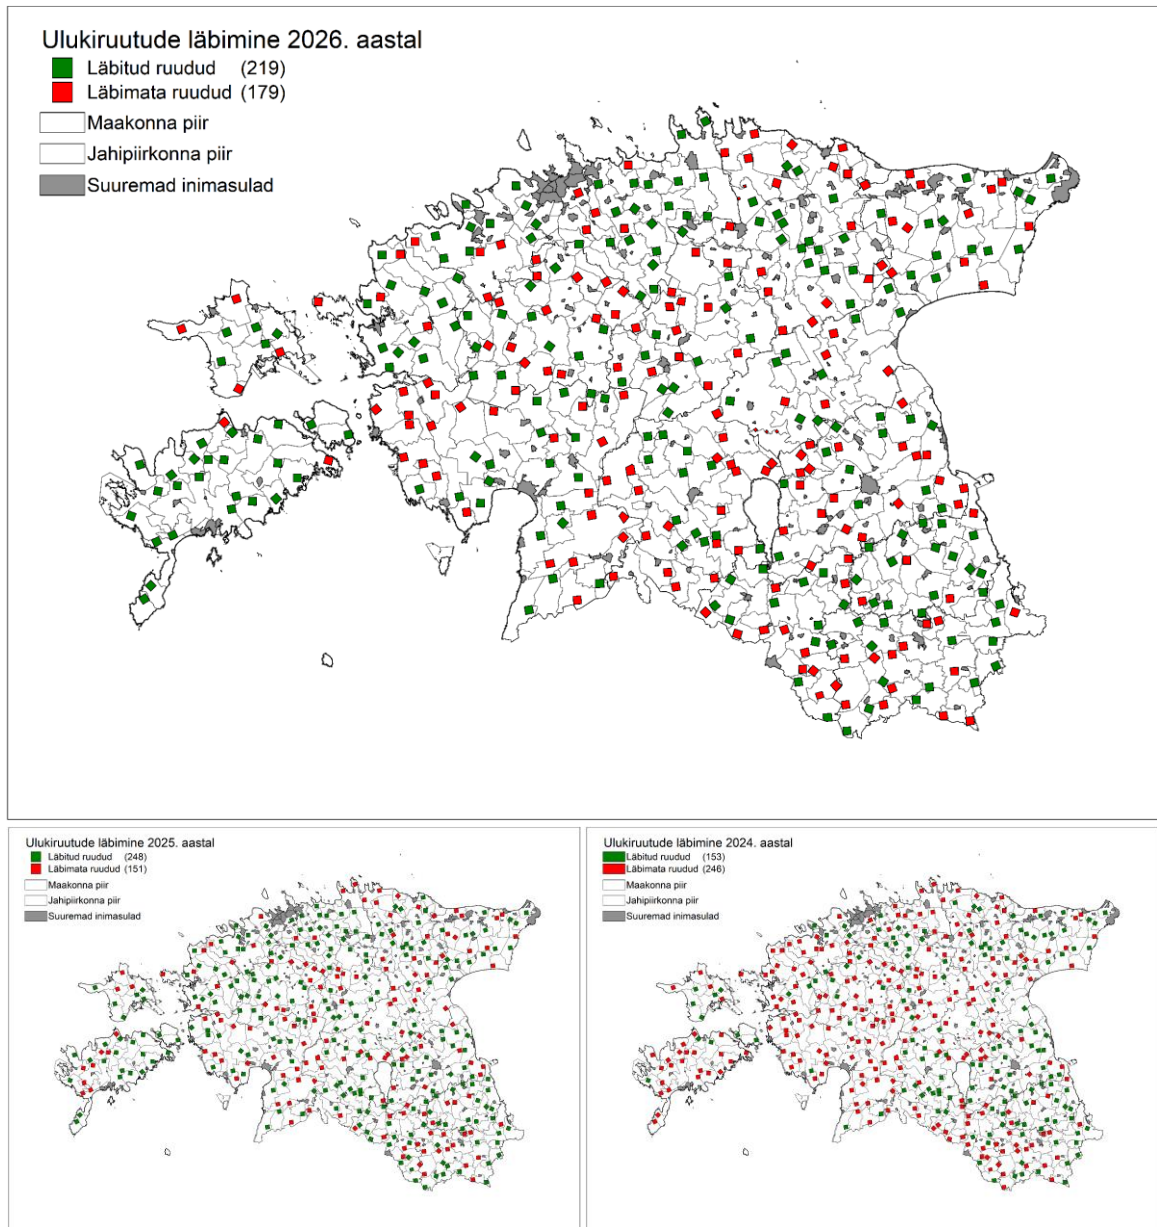 Ulukiruutude läbimine 2026. aastal
Läbitud ruudud (219)
Läbimata ruudud (179)
Maakonna piir
Jahipiirkonna piir
Suuremad inimasulad
Ulukiruutude läbimine 2025. aastal
Läbitud ruudud (248)
Läbimata ruudud (151)
Maakonna piir
Jahipiirkonna piir
Suuremad inimasulad
Ulukiruutude läbimine 2024. aastal
Läbitud ruudud (153)
Läbimata ruudud (246)
Maakonna piir
Jahipiirkonna piir
Suuremad inimasulad